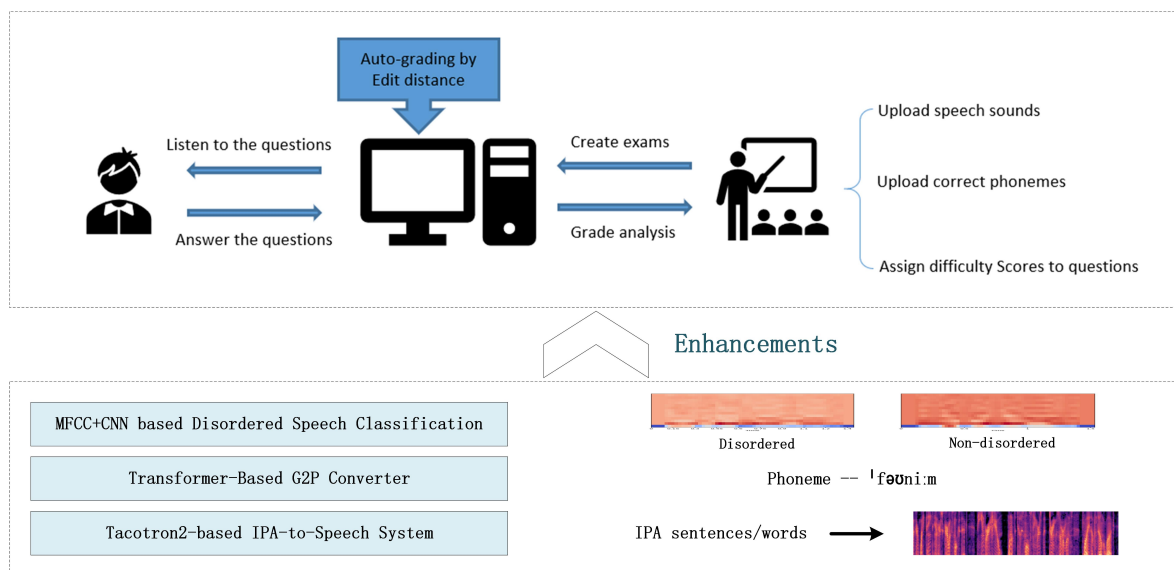 Auto-grading by
Edit distance
Listen to the questions
Answer the questions
Create exams
Grade analysis
Upload speech sounds
Upload correct phonemes
Assign difficulty Scores to questions
Enhancements
MFCC+CNN based Disordered Speech Classification
Transformer-Based G2P Converter
Tacotron2-based IPA-to-Speech System
Disordered
Non-disordered
Phoneme -- ˈfəʊniːm
IPA sentences/words